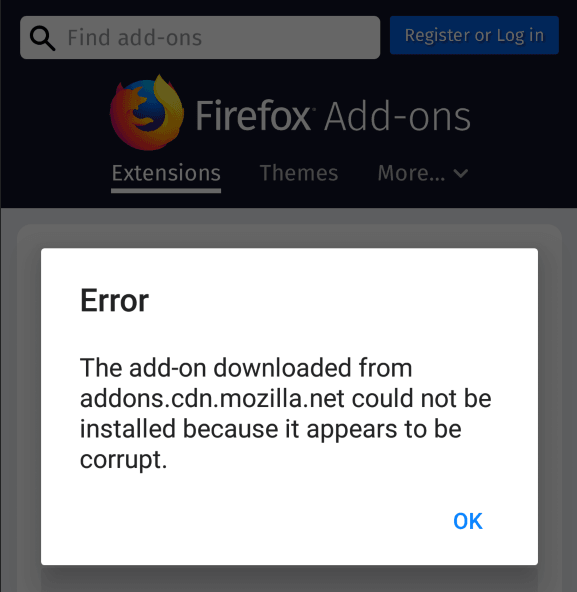 Find add-ons
Register or Log in
Firefox Add-ons
Extensions
Themes
More...
Error
The add-on downloaded from
addons.cdn.mozilla.net could not be
installed because it appears to be
corrupt.
OK